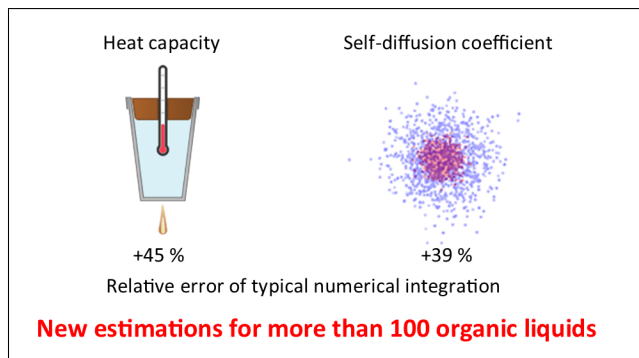 Heat capacity
Self-diffusion coefficient
+45 %
+39 %
Relative error of typical numerical integration
New estimations for more than 100 organic liquids